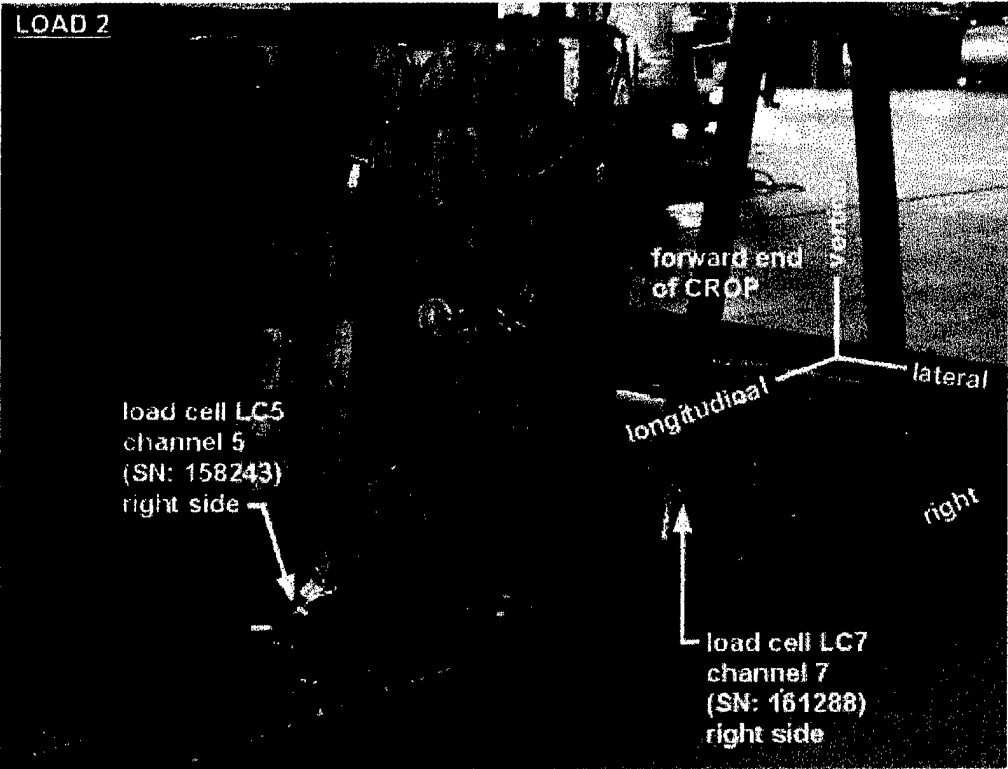 LOAD 2
forward end
of CROP
vertical
longitudinal
lateral
right
load cell LC5
channel 5
(SN: 158243)
right side
load cell LC7
channel 7
(SN: 161288)
right side